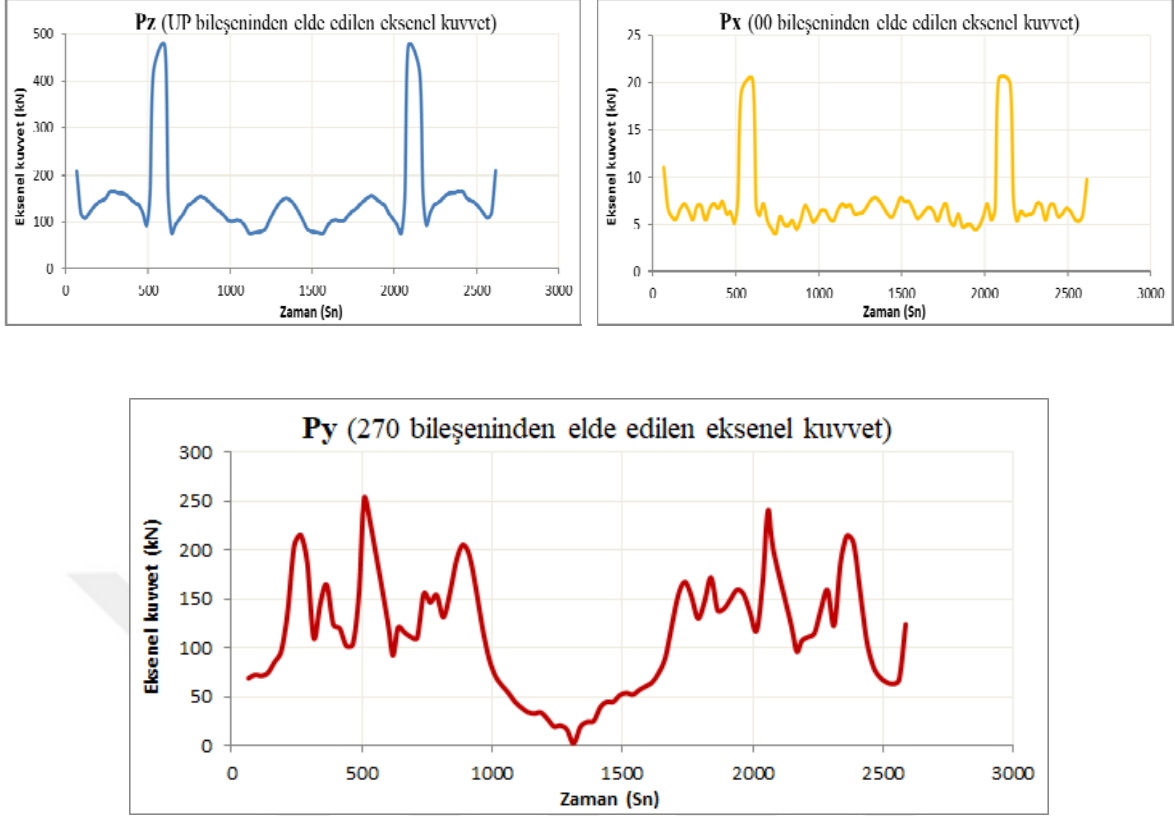 Pz (UP bileşeninden elde edilen eksenel kuvvet)
Eksenel kuvvet (kN)
500
400
300
200
100
0
0 500 1000 1500 2000 2500 3000
Zaman (Sn)
Px (00 bileşeninden elde edilen eksenel kuvvet)
Eksenel kuvvet (kN)
25
20
15
10
5
0
0 500 1000 1500 2000 2500 3000
Zaman (Sn)
Py (270 bileşeninden elde edilen eksenel kuvvet)
Eksenel kuvvet (kN)
300
250
200
150
100
50
0
0 500 1000 1500 2000 2500 3000
Zaman (Sn)